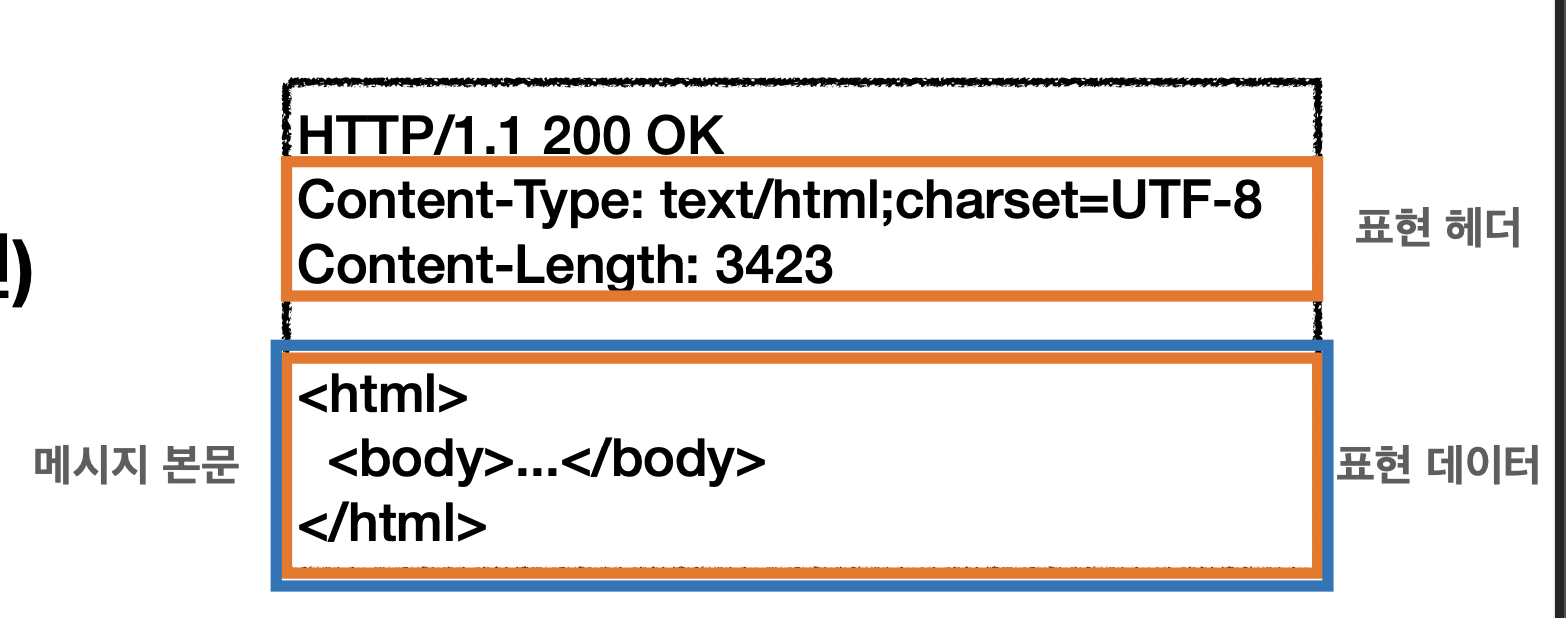 HTTP/1.1 200 OK
Content-Type: text/html;charset=UTF-8
Content-Length: 3423
표현 헤더
)
<html>
<body>...</body>
</html>
메시지 본문
표현 데이터